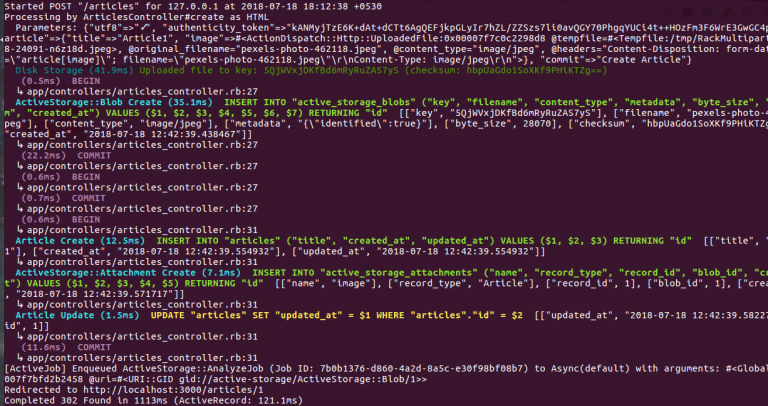 Started POST "/articles" for 127.0.0.1 at 2018-07-18 18:12:38 +0530
Processing by ArticlesController#create as HTML
Parameters: {"utf8"=>"✓", "authenticity_token"=>"kANMyjTzE6K+dAt+dCTt6AgQEFjkpGLyIr7hZL/ZZSzs7li0avQGY70PhgqYUCi4t++HOzFm3F6WrE3GwGC4p
article"=>{"title"=>"Article1", "image"=>#<ActionDispatch::Http::UploadedFile:0x00007f7c0c2298d8 @tempfile=#<Tempfile:/tmp/RackMultipart
8-24091-n6z18d.jpeg>, @original_filename="pexels-photo-462118.jpeg", @content_type="image/jpeg", @headers="Content-Disposition: form-dat
=\"article[image]\"; filename=\"pexels-photo-462118.jpeg\"\r\nContent-Type: image/jpeg\r\n">}, "commit"=>"Create Article"}
Disk Storage (41.9ms) Uploaded file to key: 5QjWVxjDKfBd6mRyRuZAS7yS (checksum: hbpUaGdo1SoXKf9PHiKTZg==)
(0.5ms) BEGIN
↳ app/controllers/articles_controller.rb:27
ActiveStorage::Blob Create (35.1ms) INSERT INTO "active_storage_blobs" ("key", "filename", "content_type", "metadata", "byte_size", "
m", "created_at") VALUES ($1, $2, $3, $4, $5, $6, $7) RETURNING "id" [["key", "5QjWVxjDKfBd6mRyRuZAS7yS"], ["filename", "pexels-photo-4
peg"], ["content_type", "image/jpeg"], ["metadata", "{\"identified\":true}"], ["byte_size", 28070], ["checksum", "hbpUaGdo1SoXKf9PHiKTZg
"created_at", "2018-07-18 12:42:39.438467"]]
↳ app/controllers/articles_controller.rb:27
(22.2ms) COMMIT
↳ app/controllers/articles_controller.rb:27
(0.6ms) BEGIN
↳ app/controllers/articles_controller.rb:27
(0.7ms) COMMIT
↳ app/controllers/articles_controller.rb:27
(0.6ms) BEGIN
↳ app/controllers/articles_controller.rb:31
Article Create (12.5ms) INSERT INTO "articles" ("title", "created_at", "updated_at") VALUES ($1, $2, $3) RETURNING "id" [["title", "
1"], ["created_at", "2018-07-18 12:42:39.554932"], ["updated_at", "2018-07-18 12:42:39.554932"]]
↳ app/controllers/articles_controller.rb:31
ActiveStorage::Attachment Create (7.1ms) INSERT INTO "active_storage_attachments" ("name", "record_type", "record_id", "blob_id", "c
t") VALUES ($1, $2, $3, $4, $5) RETURNING "id" [["name", "image"], ["record_type", "Article"], ["record_id", 1], ["blob_id", 1], ["crea
, "2018-07-18 12:42:39.571717"]]
↳ app/controllers/articles_controller.rb:31
Article Update (1.5ms) UPDATE "articles" SET "updated_at" = $1 WHERE "articles"."id" = $2 [["updated_at", "2018-07-18 12:42:39.58227
id", 1]]
↳ app/controllers/articles_controller.rb:31
(11.6ms) COMMIT
↳ app/controllers/articles_controller.rb:31
[ActiveJob] Enqueued ActiveStorage::AnalyzeJob (Job ID: 7b0b1376-d860-4a2d-8a5c-e30f98bf08b7) to Async(default) with arguments: #<Global
007f7bfd2b2458 @uri=#<URI::GID gid://active-storage/ActiveStorage::Blob/1>>
Redirected to http://localhost:3000/articles/1
Completed 302 Found in 1113ms (ActiveRecord: 121.1ms)